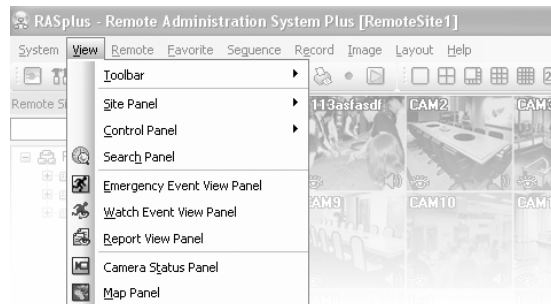 RASplus - Remote Administration System Plus [RemoteSite1]
System View Remote Favorite Sequence Record Image Layout Help
Toolbar
Remote
Site Panel
Control Panel
Search Panel
Emergency Event View Panel
Watch Event View Panel
Report View Panel
Camera Status Panel
Map Panel
113asfasdf
CAM2
CAM9
CAM10